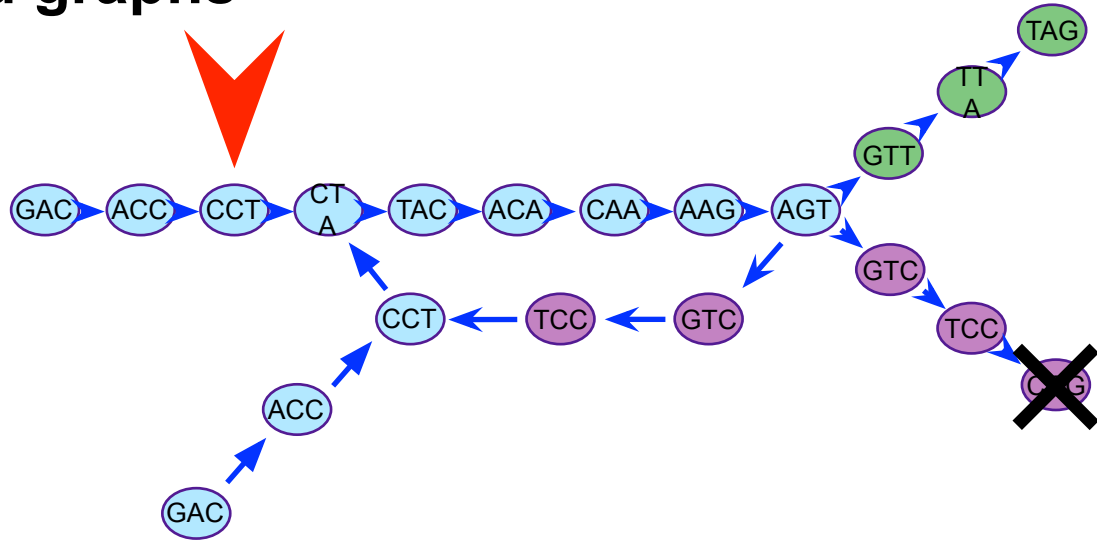 graphs
TAG
TT
A
GTT
GAC ACC CCT CT
A TAC ACA CAA AAG AGT
GTC
CCT TCC GTC
TCC
ACC
GAC